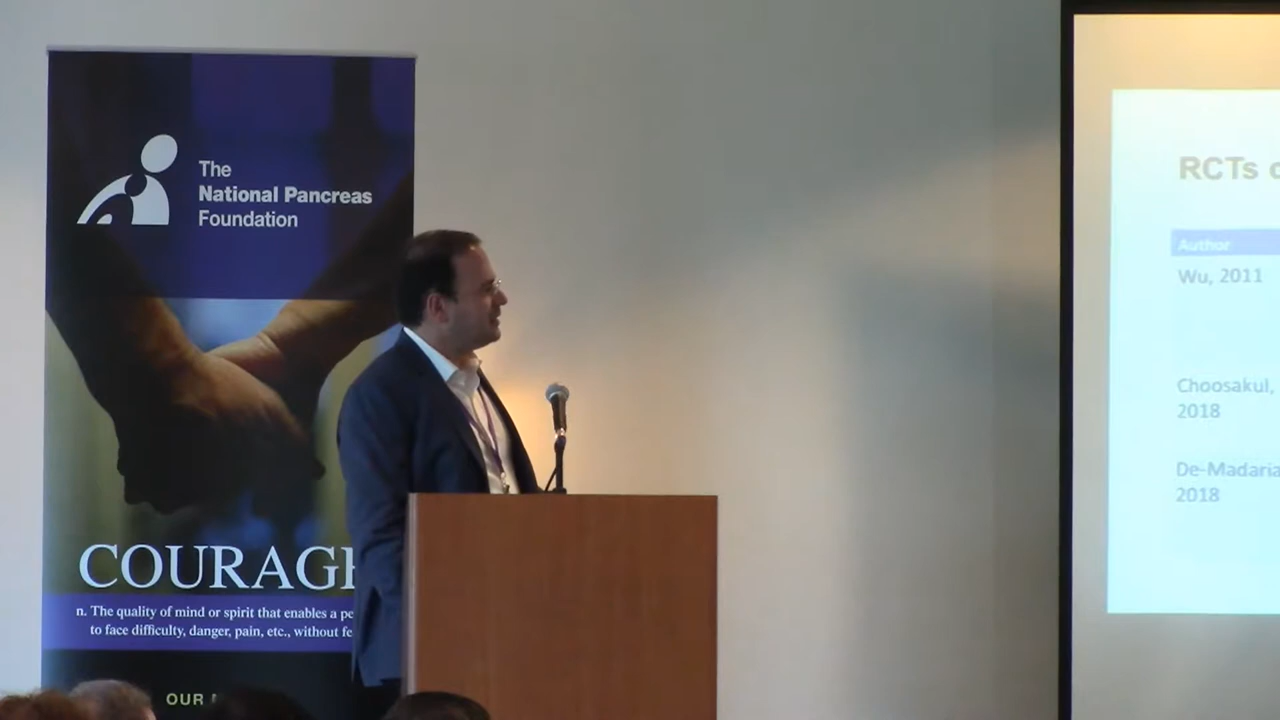 The
National Pancreas
Foundation
COURAGE
n. The quality of mind or spirit that enables a pe
to face difficulty, danger, pain, etc., without fe
OUR
RCTs
Author
Wu, 2011
Choosakul,
2018
De-Madaria
2018